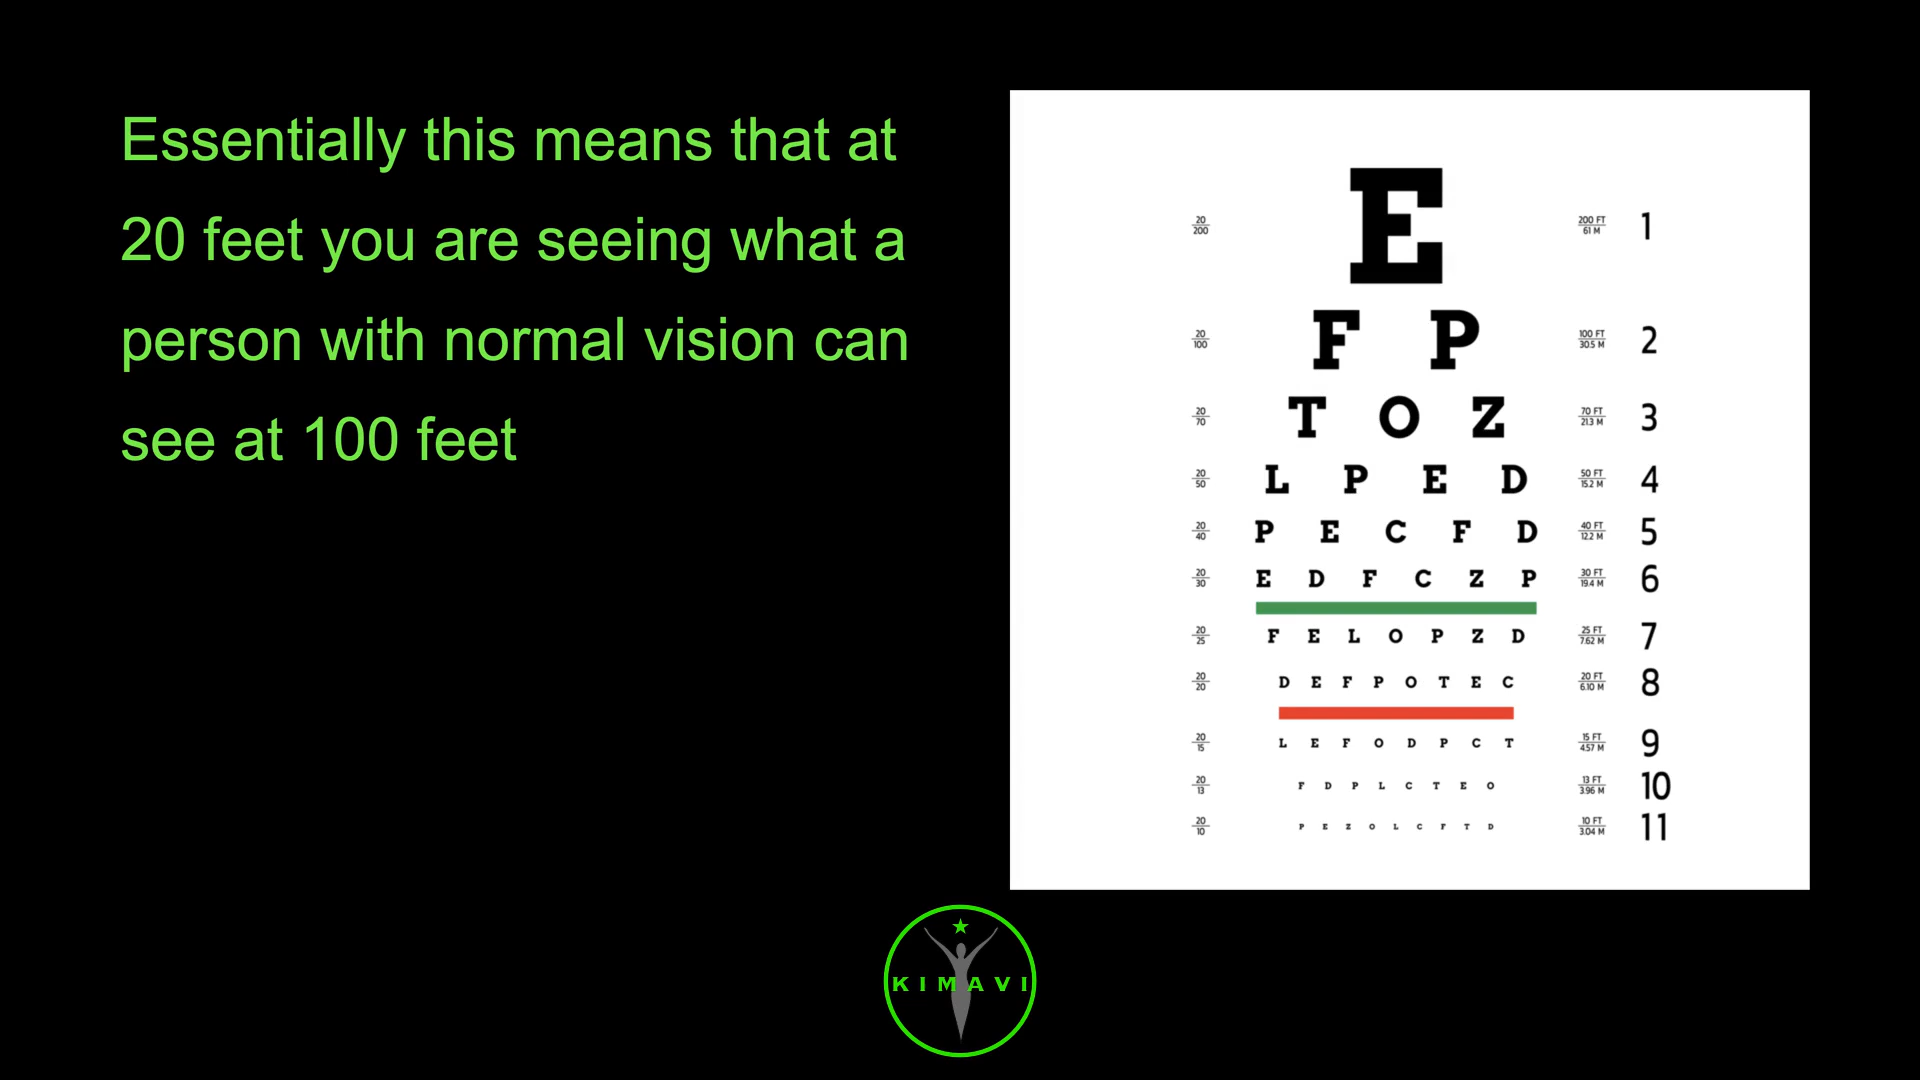 Essentially this means that at
20 feet you are seeing what a
person with normal vision can
see at 100 feet
20/200 E 200 FT/61 M 1
20/100 F P 100 FT/30.5 M 2
20/70 T O Z 70 FT/21.3 M 3
20/50 L P E D 50 FT/15.2 M 4
20/40 P E C F D 40 FT/12.2 M 5
20/30 E D F C Z P 30 FT/19.4 M 6
20/25 F E L O P Z D 25 FT/7.62 M 7
20/20 D E F P O T E C 20 FT/6.10 M 8
20/15 L E F O D P C T 15 FT/4.57 M 9
20/13 F D P L C T E O 13 FT/3.96 M 10
20/10 P E Z O L C F T D 10 FT/3.04 M 11
KIMAVI